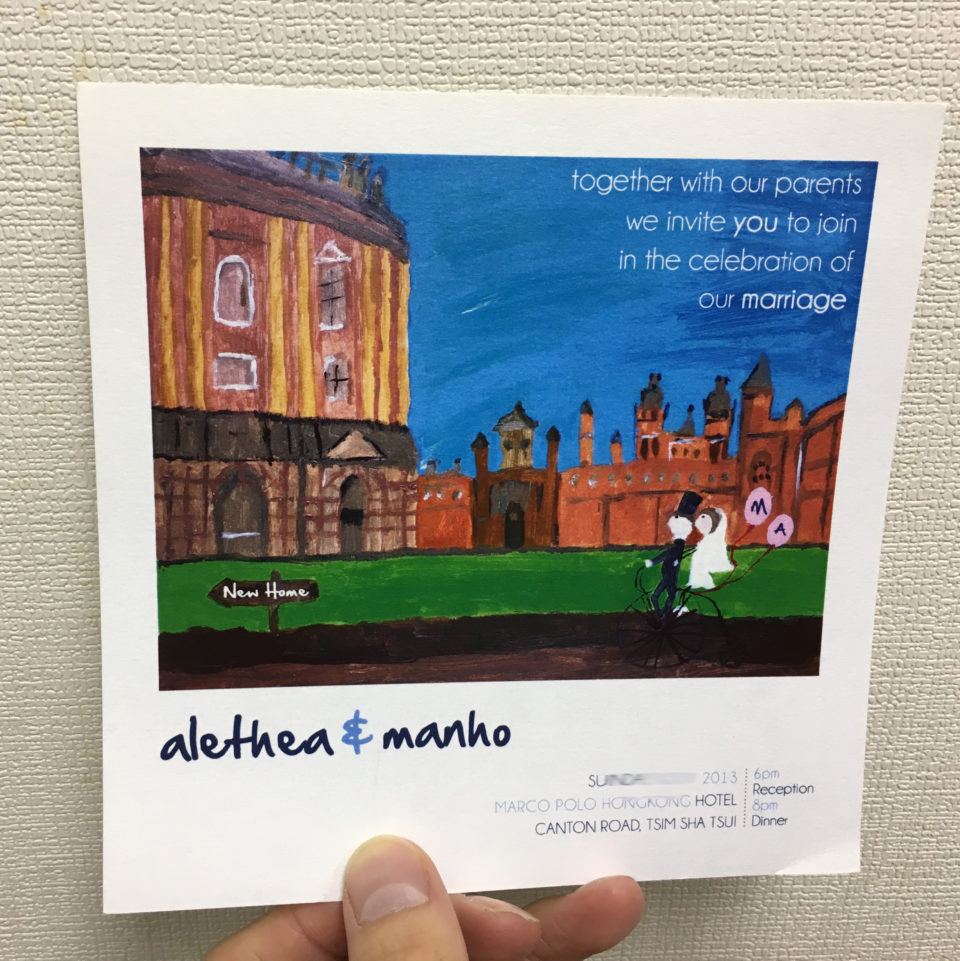 together with our parents
we invite you to join
in the celebration of
our marriage
M
A
New Home
alethea & manho
2013
MARCO POLO HONGKONG HOTEL
CANTON ROAD, TSIM SHA TSUI
6pm
Reception
8pm
Dinner